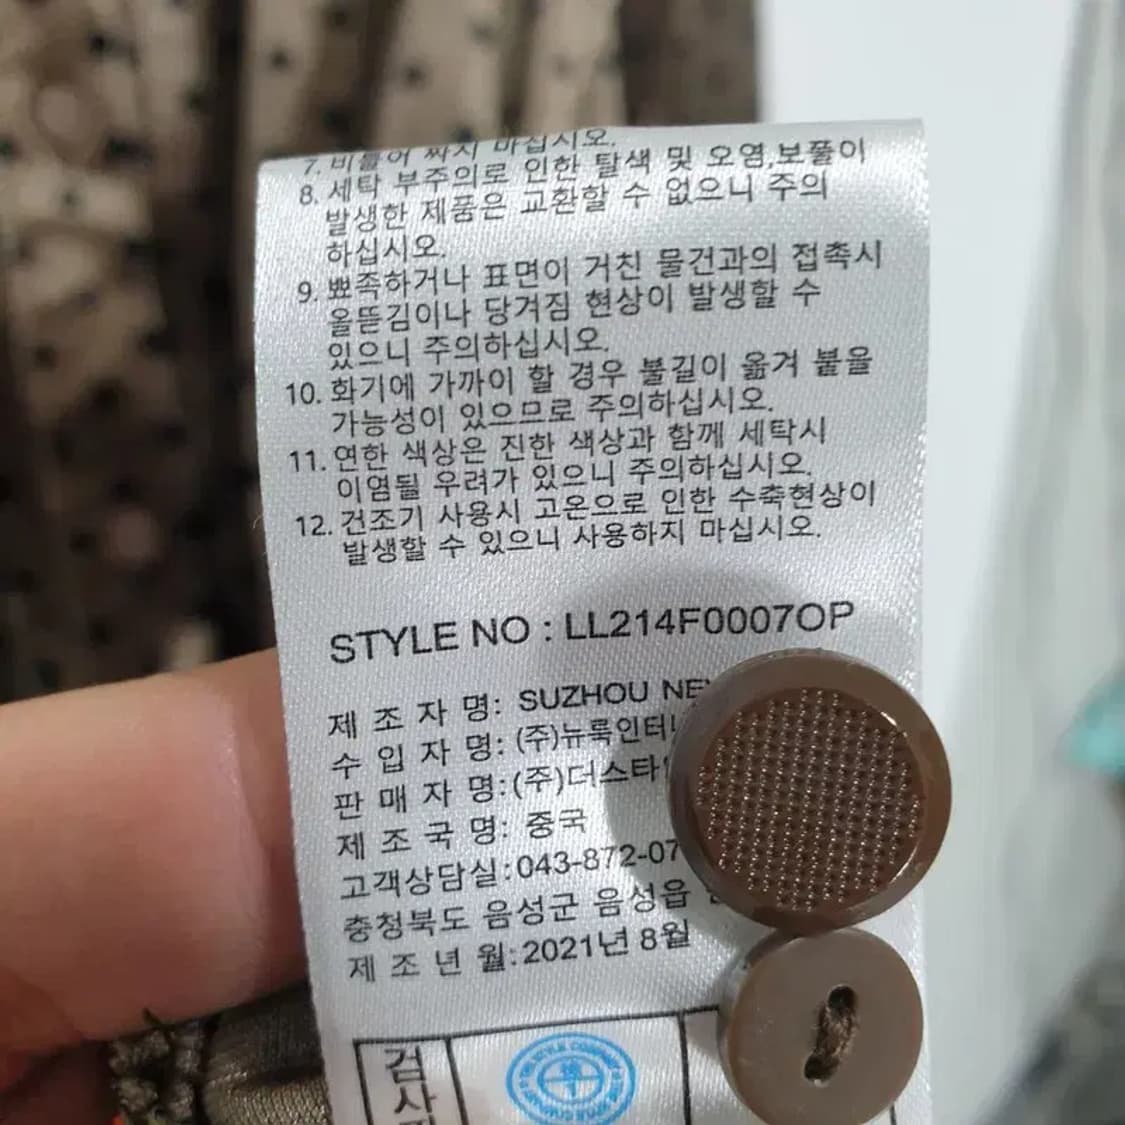 7. 비틀어 짜지 마십시오.
8. 세탁 부주의로 인한 탈색 및 오염,보풀이
발생한 제품은 교환할 수 없으니 주의
하십시오.
9. 뾰족하거나 표면이 거친 물건과의 접촉시
올뜯김이나 당겨짐 현상이 발생할 수
있으니 주의하십시오.
10. 화기에 가까이 할 경우 불길이 옮겨 붙을
가능성이 있으므로 주의하십시오.
11. 연한 색상은 진한 색상과 함께 세탁시
이염될 우려가 있으니 주의하십시오.
12. 건조기 사용시 고온으로 인한 수축현상이
발생할 수 있으니 사용하지 마십시오.
STYLE NO : LL214F0007OP
제 조 자 명: SUZHOU
수 입 자 명: (주)뉴룩인터
판 매 자 명:(주)더스타
제 조 국 명: 중국
고객상담실:043-872-07
충청북도 음성군 음성읍
제 조 년 월:2021년 8월
검
사